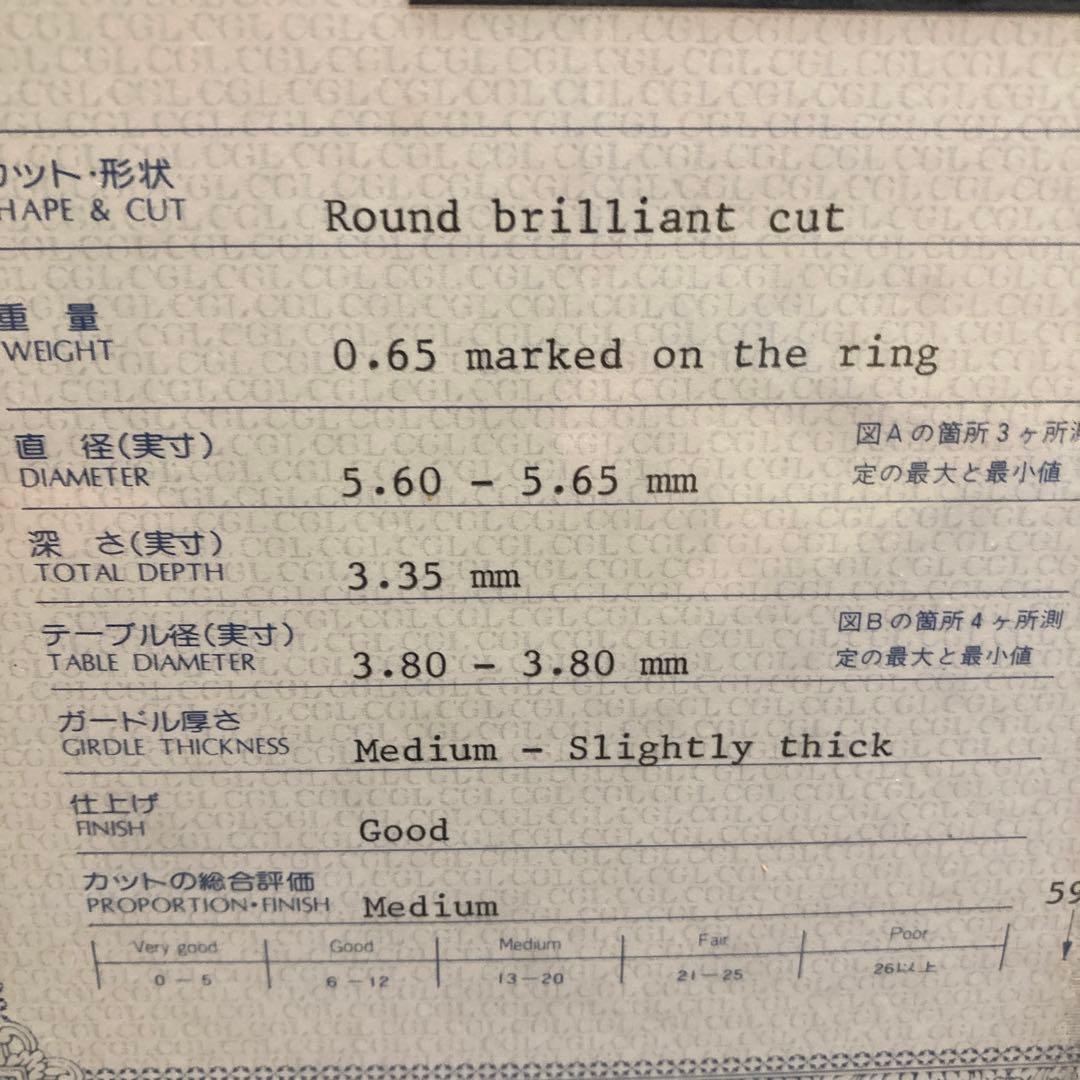 カット・形状
SHAPE & CUT Round brilliant cut
重 量
WEIGHT 0.65 marked on the ring
直 径(実寸) 図Aの箇所3ヶ所測
DIAMETER 5.60 - 5.65 mm 定の最大と最小値
深 さ(実寸)
TOTAL DEPTH 3.35 mm
テーブル径(実寸) 図Bの箇所4ヶ所測
TABLE DIAMETER 3.80 - 3.80 mm 定の最大と最小値
ガードル厚さ
GIRDLE THICKNESS Medium - Slightly thick
仕上げ
FINISH Good
カットの総合評価
PROPORTION・FINISH Medium
59
Very good Good Medium Fair Poor
0 - 5 6 - 12 13-20 21-25 26以上